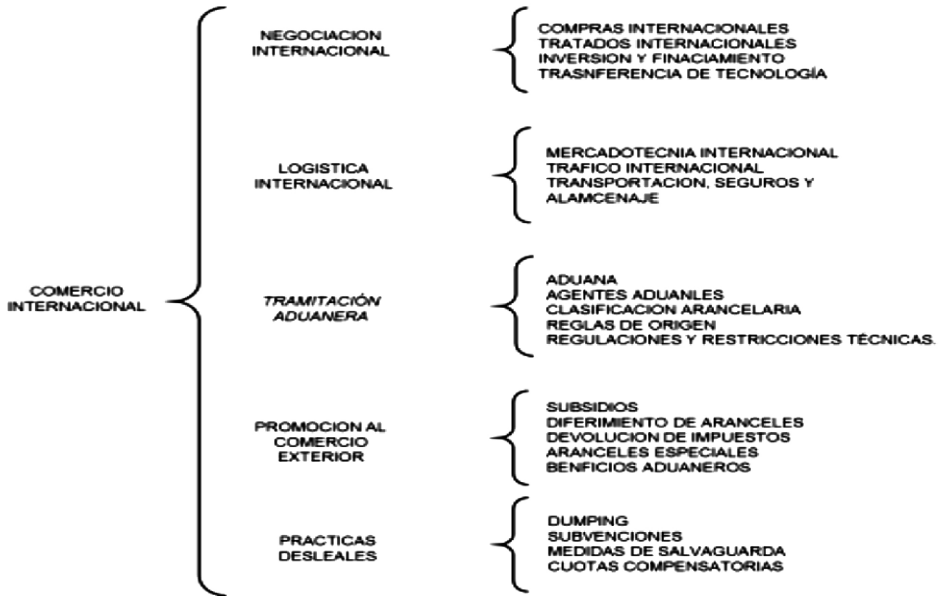 COMERCIO
INTERNACIONAL
NEGOCIACION
INTERNACIONAL
COMPRAS INTERNACIONALES
TRATADOS INTERNACIONALES
INVERSION Y FINACIAMIENTO
TRASNFERENCIA DE TECNOLOGÍA
LOGISTICA
INTERNACIONAL
MERCADOTECNIA INTERNACIONAL
TRAFICO INTERNACIONAL
TRANSPORTACION, SEGUROS Y
ALAMCENAJE
TRAMITACIÓN
ADUANERA
ADUANA
AGENTES ADUANLES
CLASIFICACION ARANCELARIA
REGLAS DE ORIGEN
REGULACIONES Y RESTRICCIONES TÉCNICAS.
PROMOCION AL
COMERCIO
EXTERIOR
SUBSIDIOS
DIFERIMIENTO DE ARANCELES
DEVOLUCION DE IMPUESTOS
ARANCELES ESPECIALES
BENFICIOS ADUANEROS
PRACTICAS
DESLEALES
DUMPING
SUBVENCIONES
MEDIDAS DE SALVAGUARDA
CUOTAS COMPENSATORIAS